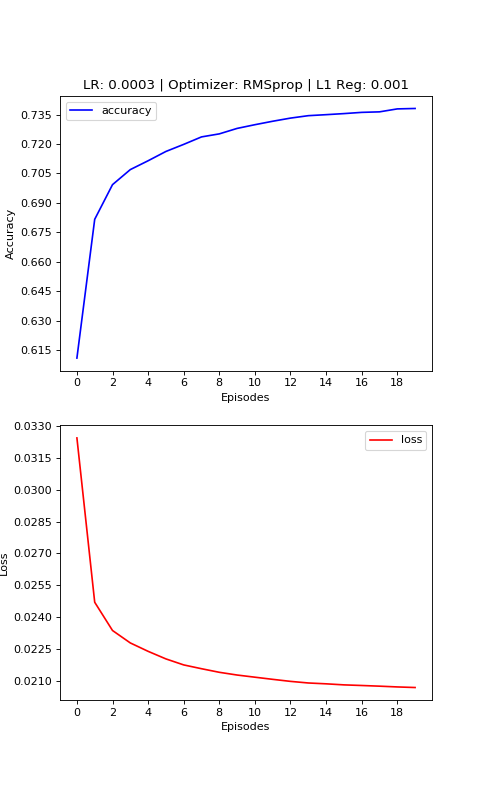 LR: 0.0003 | Optimizer: RMSprop | L1 Reg: 0.001
accuracy
0.735
0.720
0.705
0.690
0.675
0.660
0.645
0.630
0.615
Accuracy
0 2 4 6 8 10 12 14 16 18
Episodes
loss
0.0330
0.0315
0.0300
0.0285
0.0270
0.0255
0.0240
0.0225
0.0210
Loss
0 2 4 6 8 10 12 14 16 18
Episodes